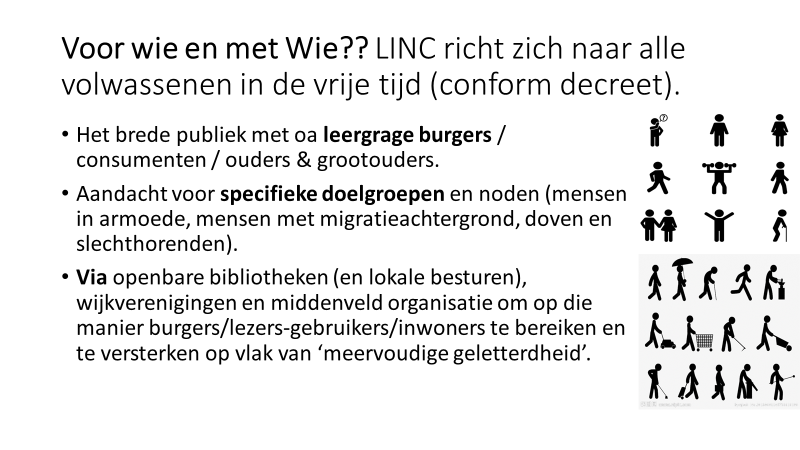 Voor wie en met Wie?? LINC richt zich naar alle
volwassenen in de vrije tijd (conform decreet).
• Het brede publiek met oa leergrage burgers /
consumenten / ouders & grootouders.
• Aandacht voor specifieke doelgroepen en noden (mensen
in armoede, mensen met migratieachtergrond, doven en
slechthorenden).
• Via openbare bibliotheken (en lokale besturen),
wijkverenigingen en middenveld organisatie om op die
manier burgers/lezers-gebruikers/inwoners te bereiken en
te versterken op vlak van ‘meervoudige geletterdheid’.